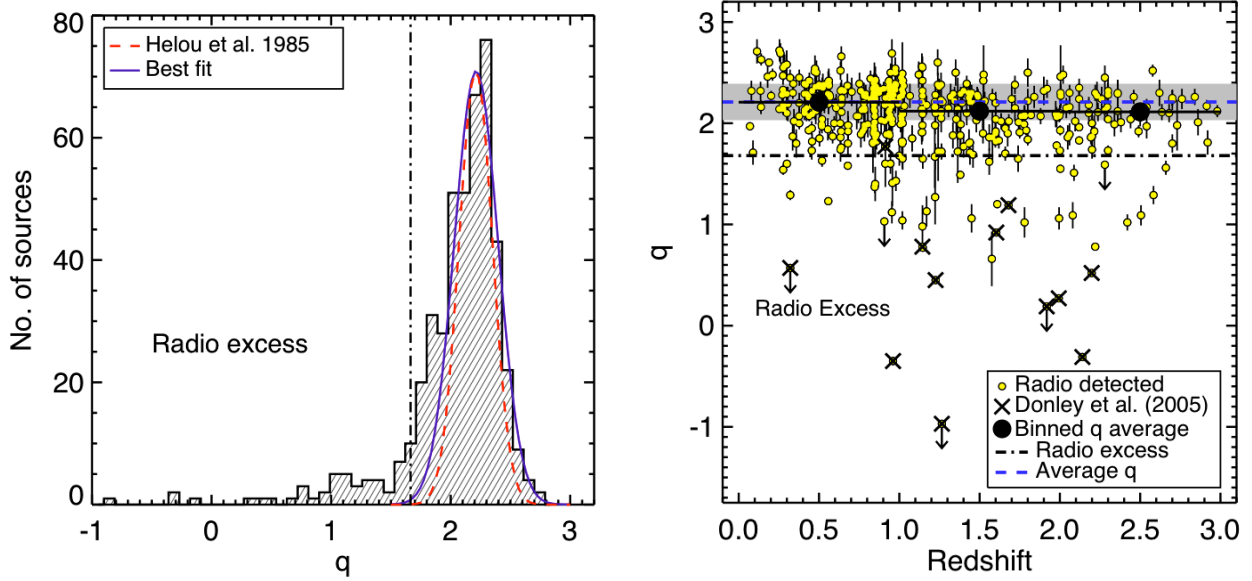 80
60
40
20
0
No. of sources
Helou et al. 1985
Best fit
Radio excess
-1
0
1
2
3
q
3
2
1
0
-1
q
Radio Excess
Radio detected
Donley et al. (2005)
Binned q average
Radio excess
Average q
0.0
0.5
1.0
1.5
2.0
2.5
3.0
Redshift